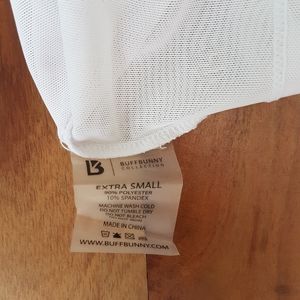 B
BUFFBUNNY
COLLECTION
EXTRA SMALL
90% POLYESTER
10% SPANDEX
MACHINE WASH COLD
DO NOT TUMBLE DRY
DO NOT BLEACH
MADE IN CHINA
WWW.BUFFBUNNY.COM